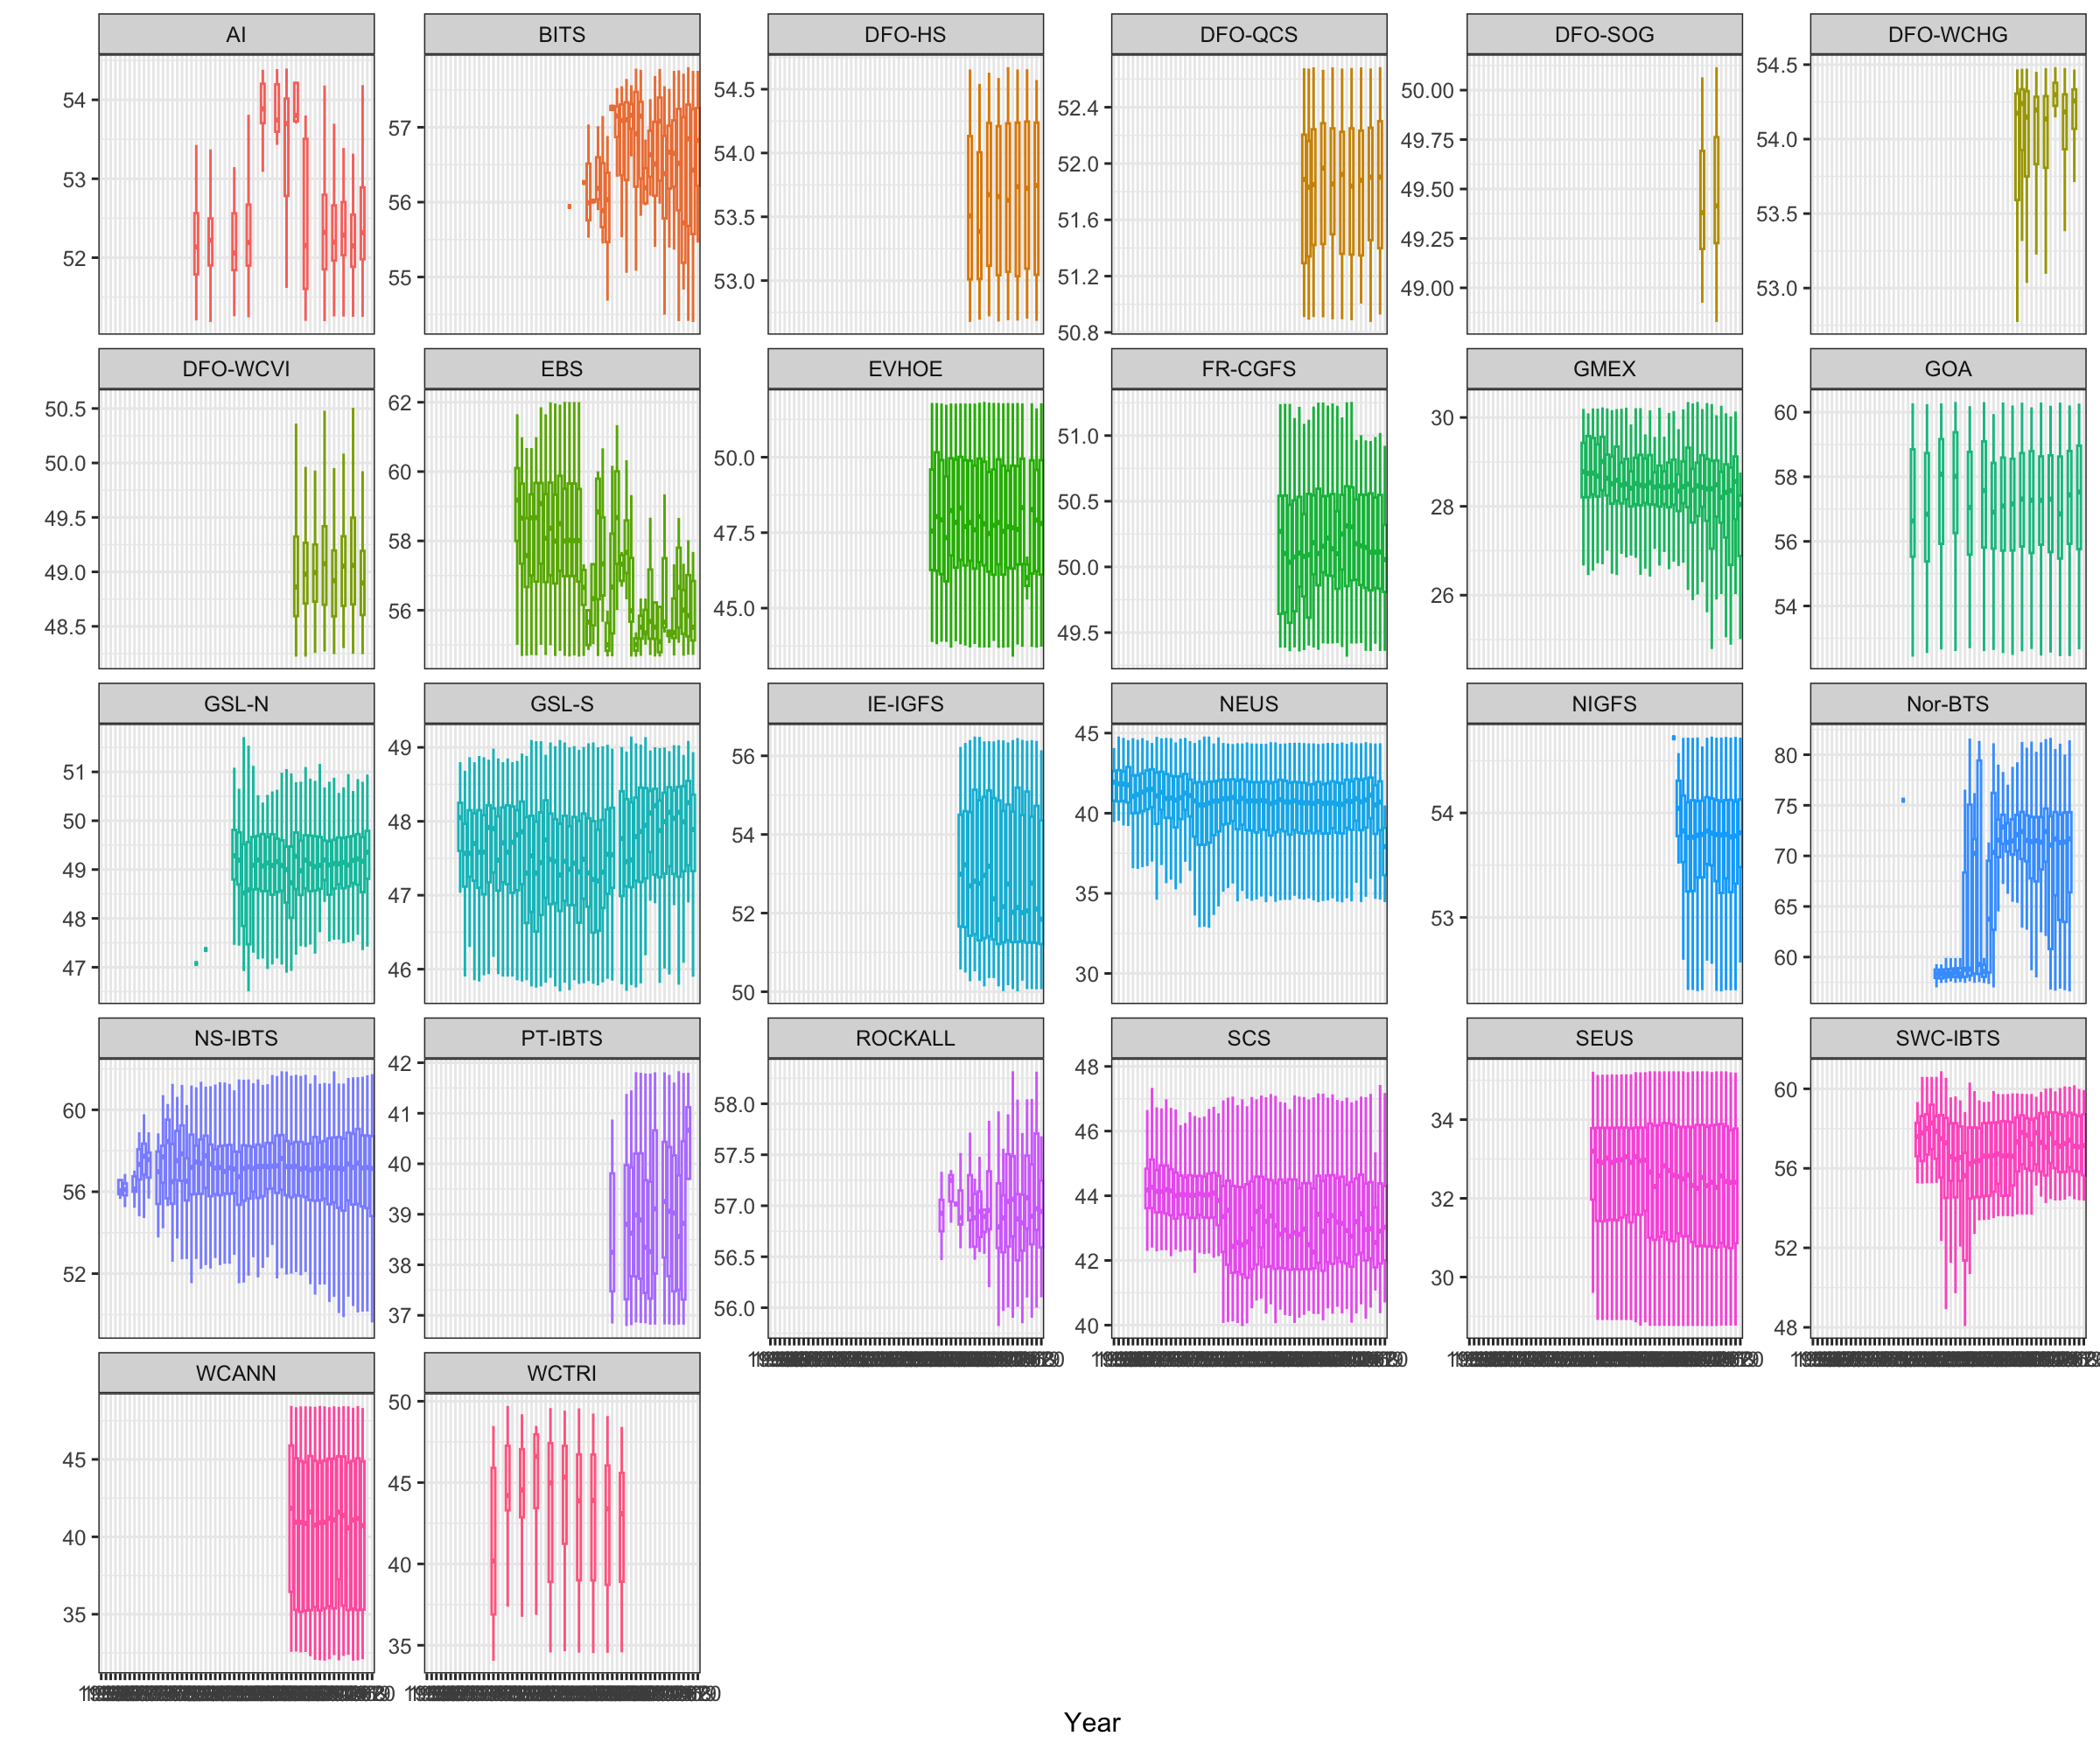 AI BITS DFO-HS DFO-QCS DFO-SOG DFO-WCHG
54 53 52
57 56 55
54.5 54.0 53.5 53.0
52.4 52.0 51.6 51.2 50.8
50.00 49.75 49.50 49.25 49.00
54.5 54.0 53.5 53.0
DFO-WCVI EBS EVHOE FR-CGFS GMEX GOA
50.5 50.0 49.5 49.0 48.5
62 60 58 56
50.0 47.5 45.0
51.0 50.5 50.0 49.5
30 28 26
60 58 56 54
GSL-N GSL-S IE-IGFS NEUS NIGFS Nor-BTS
51 50 49 48 47
49 48 47 46
56 54 52 50
45 40 35 30
54 53
80 75 70 65 60
NS-IBTS PT-IBTS ROCKALL SCS SEUS SWC-IBTS
60 56 52
42 41 40 39 38 37
58.0 57.5 57.0 56.5 56.0
48 46 44 42 40
34 32 30
60 56 52 48
WCANN WCTRI
45 40 35
50 45 40 35
Year